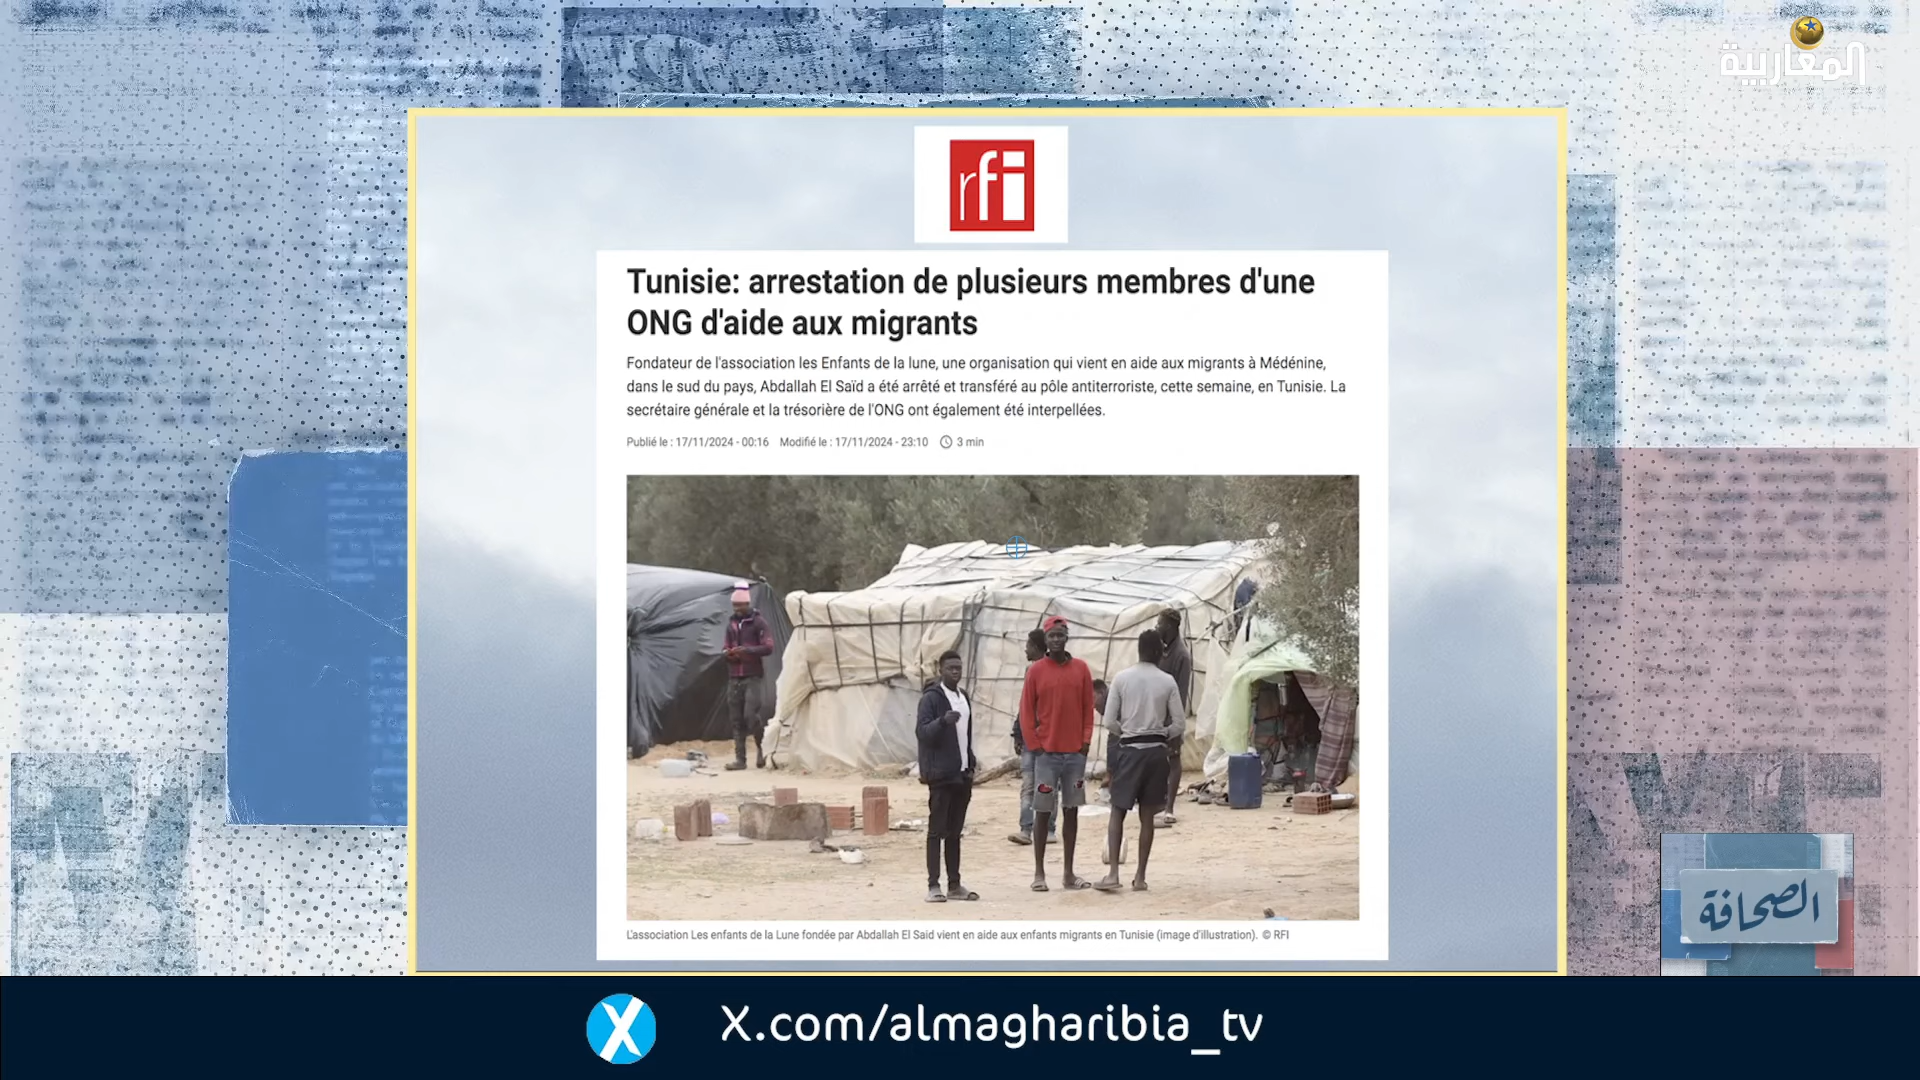 المغاربية
rfi
Tunisie: arrestation de plusieurs membres d'une
ONG d'aide aux migrants
Fondateur de l'association les Enfants de la lune, une organisation qui vient en aide aux migrants à Médénine,
dans le sud du pays, Abdallah El Saïd a été arrêté et transféré au pôle antiterroriste, cette semaine, en Tunisie. La
secrétaire générale et la trésorière de l'ONG ont également été interpellées.
Publié le : 17/11/2024 - 00:16 Modifié le : 17/11/2024 - 23:10 3 min
L'association Les enfants de la Lune fondée par Abdallah El Said vient en aide aux enfants migrants en Tunisie (image d'illustration). © RFI
الصحافة
X.com/almagharibia_tv